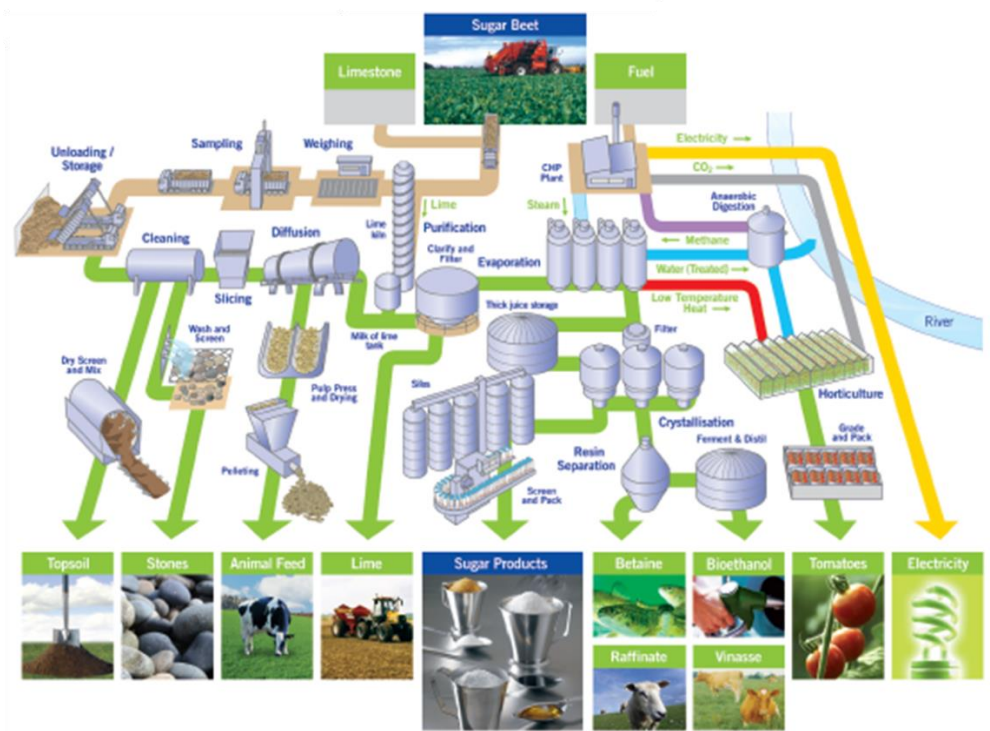 Sugar Beet
Limestone
Fuel
Electricity
CO₂
Sampling
Weighing
Unloading /
Storage
CHP
Plant
Anaerobic
Digestion
Lime
Steam
Lime
kiln
Purification
Cleaning
Diffusion
Clarify and
Filter
Evaporation
Methane
Water (Treated)
Slicing
Low Temperature
Heat
Thick juice storage
River
Wash and
Screen
Milk of lime
tank
Filter
Dry Screen
and Mix
Pulp Press
and Drying
Silos
Horticulture
Crystallisation
Grade
and Pack
Ferment & Distil
Resin
Separation
Pelleting
Screen
and Pack
Topsoil
Stones
Animal Feed
Lime
Sugar Products
Betaine
Bioethanol
Tomatoes
Electricity
Raffinate
Vinasse